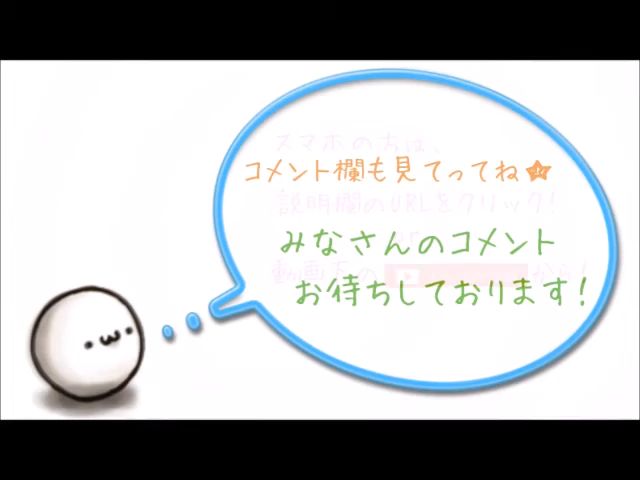 スマホの方は、
コメント欄も見てってね☆
説明欄のURLをクリック!
みなさんのコメント
動画下の
から!
お待ちしております!